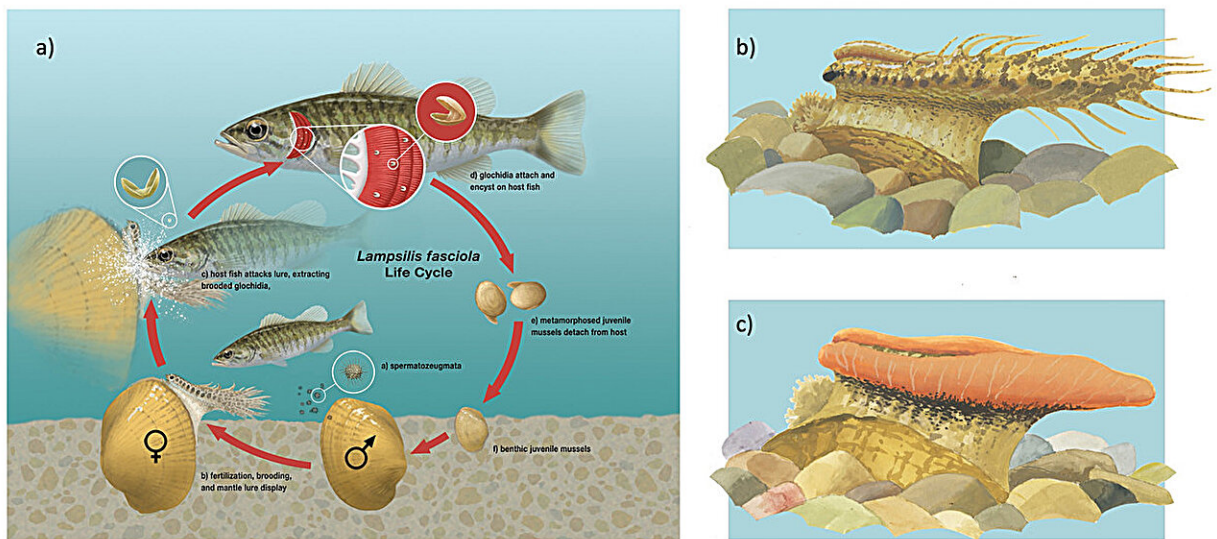 a)
d) glochidia attach and
encyst on host fish
Lampsilis fasciola
Life Cycle
c) host fish attacks lure, extracting
brooded glochidia,
e) metamorphosed juvenile
mussels detach from host
a) spermatozeugmata
f) benthic juvenile mussels
b) fertilization, brooding,
and mantle lure display
b)
c)